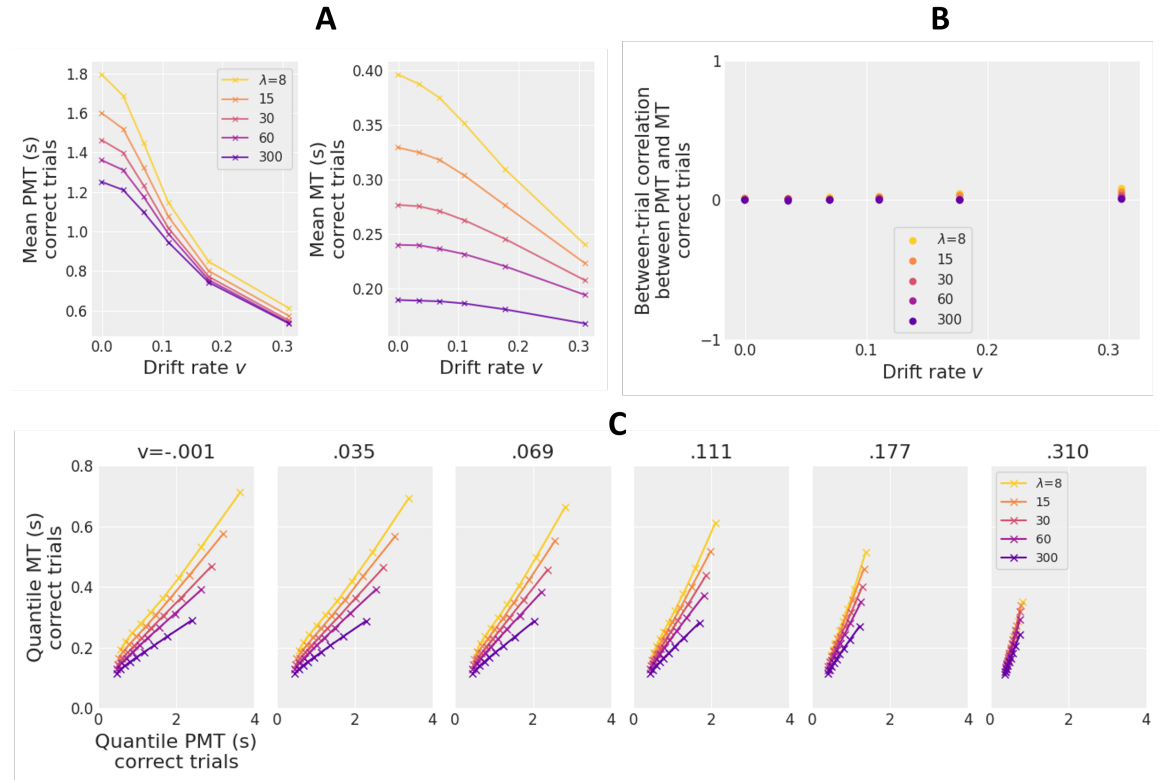 A
B
Mean PMT (s)
correct trials
1.8
1.6
1.4
1.2
1.0
0.8
0.6
λ=8
15
30
60
300
0.0
0.1
0.2
0.3
Drift rate v
Mean MT (s)
correct trials
0.40
0.35
0.30
0.25
0.20
0.0
0.1
0.2
0.3
Drift rate v
Between-trial correlation
between PMT and MT
correct trials
1
0
−1
λ=8
15
30
60
300
0.0
0.1
0.2
0.3
Drift rate v
C
v=-.001
.035
.069
.111
.177
.310
Quantile MT (s)
correct trials
0.8
0.6
0.4
0.2
0.0
λ=8
15
30
60
300
0 2 4
0 2 4
0 2 4
0 2 4
0 2 4
0 2 4
Quantile PMT (s)
correct trials